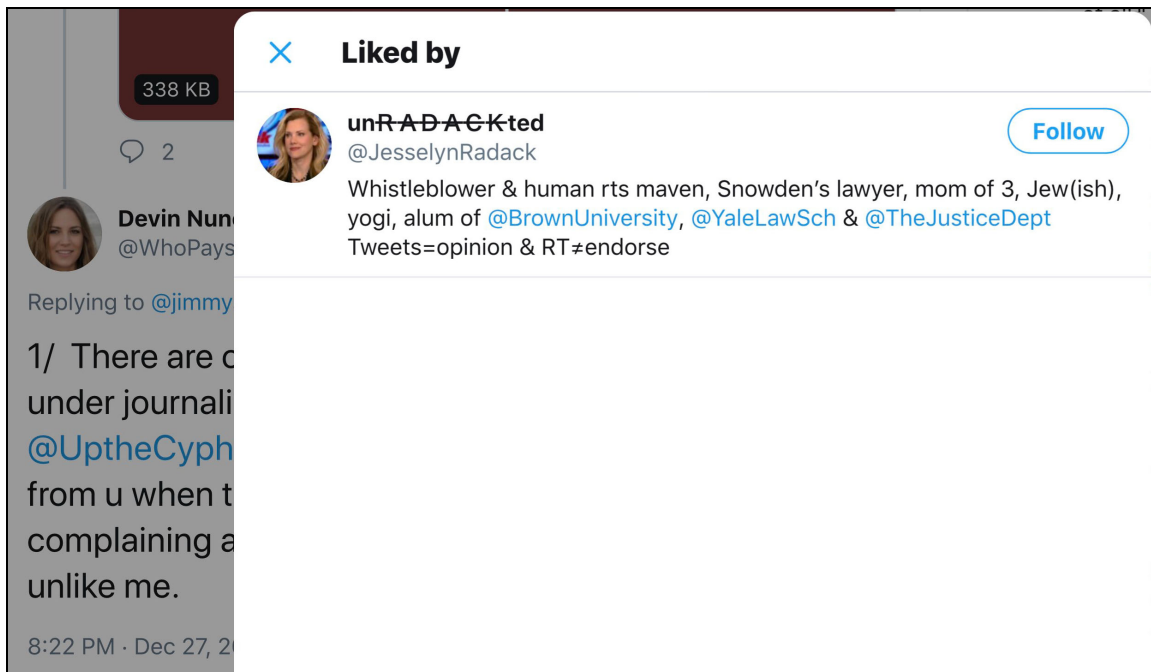 Liked by
unRADACKted
@JesselynRadack
Follow
Whistleblower & human rts maven, Snowden's lawyer, mom of 3, Jew(ish),
yogi, alum of @BrownUniversity, @YaleLawSch & @TheJusticeDept
Tweets=opinion & RT≠endorse
338 KB
2
Devin
@WhoPays
Replying to @jimmy
1/ There are
under journali
@UptheCyph
from u when t
complaining a
unlike me.
8:22 PM · Dec 27,